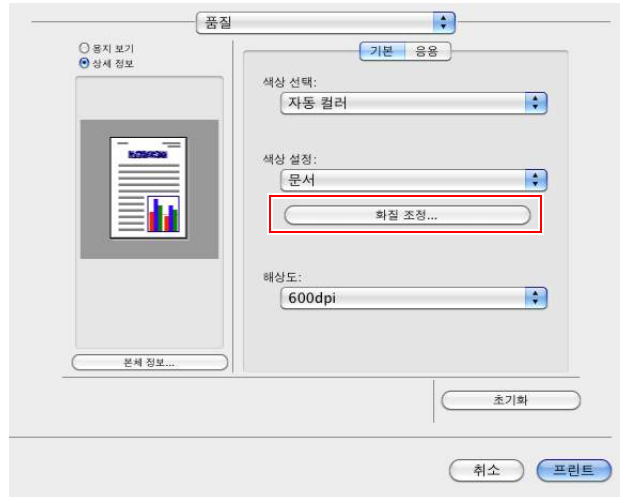 품질
용지 보기
상세 정보
본체 정보...
기본 응용
색상 선택:
자동 컬러
색상 설정:
문서
화질 조정...
해상도:
600dpi
초기화
취소 프린트